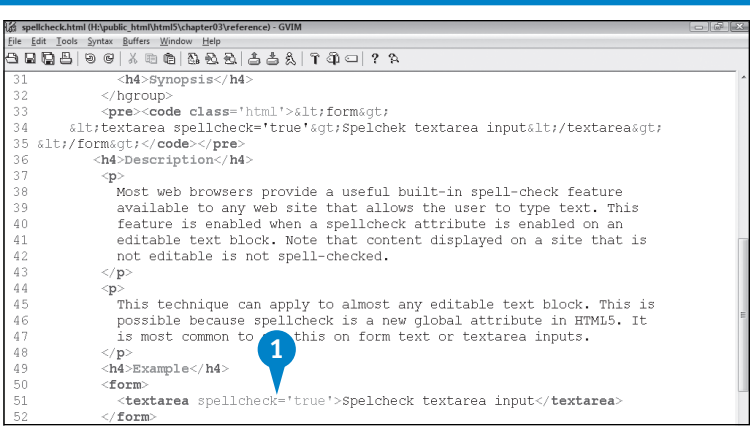 spellcheck.html (H:\public_html\html5\chapter03\reference) - GVIM
File Edit Tools Syntax Buffers Window Help
31 <h4>Synopsis</h4>
32 </hgroup>
33 <pre><code class='html'>&lt;form&gt;
34 &lt;textarea spellcheck='true'&gt;Spelchek textarea input&lt;/textarea&gt;
35 &lt;/form&gt;</code></pre>
36 <h4>Description</h4>
37 <p>
38 Most web browsers provide a useful built-in spell-check feature
39 available to any web site that allows the user to type text. This
40 feature is enabled when a spellcheck attribute is enabled on an
41 editable text block. Note that content displayed on a site that is
42 not editable is not spell-checked.
43 </p>
44 <p>
45 This technique can apply to almost any editable text block. This is
46 possible because spellcheck is a new global attribute in HTML5. It
47 is most common to this on form text or textarea inputs.
48 </p>
1
49 <h4>Example</h4>
50 <form>
51 <textarea spellcheck='true'>Spelcheck textarea input</textarea>
52 </form>